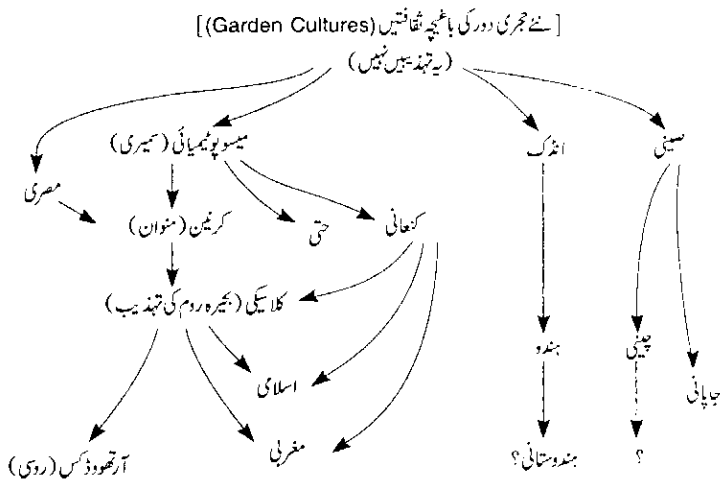 [نئے حجری دور کی باغیچہ ثقافتیں (Garden Cultures)]
(یہ تہذیبیں نہیں)
صینی
انڈک
میسوپوٹیمیائی (سمیری)
مصری
کنعانی
حتی
کرنین (منوان)
کلاسیکی (بحیرہ روم کی تہذیب)
چینی
ہندو
جاپانی
اسلامی
مغربی
آرتھوڈکس (روسی)
؟
ہندوستانی؟